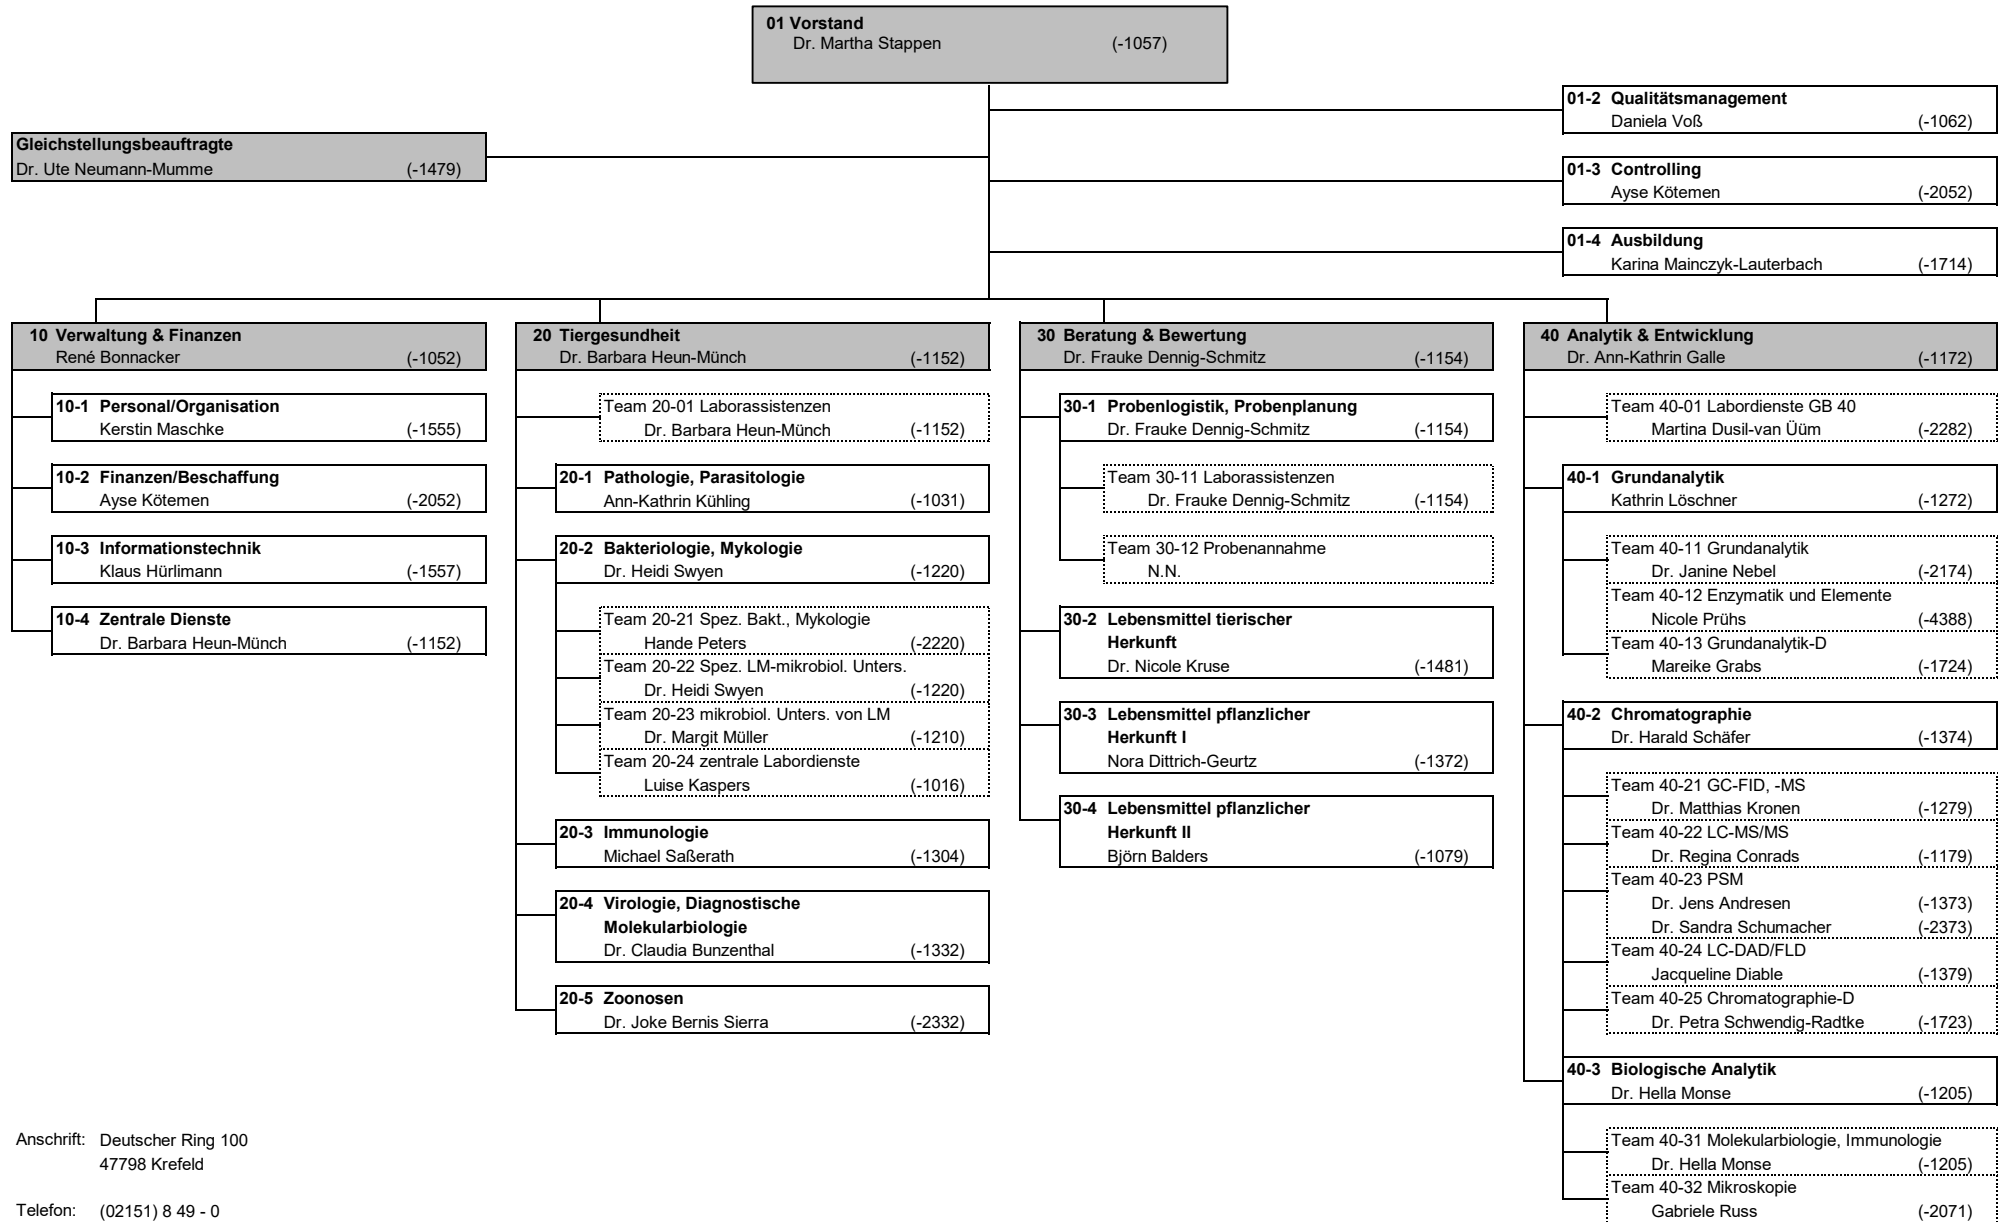 01 Vorstand
Dr. Martha Stappen (-1057)
01-2 Qualitätsmanagement
Daniela Voß (-1062)
Gleichstellungsbeauftragte
Dr. Ute Neumann-Mumme (-1479)
01-3 Controlling
Ayse Kötemen (-2052)
01-4 Ausbildung
Karina Mainczyk-Lauterbach (-1714)
10 Verwaltung & Finanzen
René Bonnacker (-1052)
10-1 Personal/Organisation
Kerstin Maschke (-1555)
10-2 Finanzen/Beschaffung
Ayse Kötemen (-2052)
10-3 Informationstechnik
Klaus Hürlimann (-1557)
10-4 Zentrale Dienste
Dr. Barbara Heun-Münch (-1152)
20 Tiergesundheit
Dr. Barbara Heun-Münch (-1152)
Team 20-01 Laborassistenzen
Dr. Barbara Heun-Münch (-1152)
20-1 Pathologie, Parasitologie
Ann-Kathrin Kühling (-1031)
20-2 Bakteriologie, Mykologie
Dr. Heidi Swyen (-1220)
Team 20-21 Spez. Bakt., Mykologie
Hande Peters (-2220)
Team 20-22 Spez. LM-mikrobiol. Unters.
Dr. Heidi Swyen (-1220)
Team 20-23 mikrobiol. Unters. von LM
Dr. Margit Müller (-1210)
Team 20-24 zentrale Labordienste
Luise Kaspers (-1016)
20-3 Immunologie
Michael Saßerath (-1304)
20-4 Virologie, Diagnostische
Molekularbiologie
Dr. Claudia Bunzenthal (-1332)
20-5 Zoonosen
Dr. Joke Bernis Sierra (-2332)
30 Beratung & Bewertung
Dr. Frauke Dennig-Schmitz (-1154)
30-1 Probenlogistik, Probenplanung
Dr. Frauke Dennig-Schmitz (-1154)
Team 30-11 Laborassistenzen
Dr. Frauke Dennig-Schmitz (-1154)
Team 30-12 Probenannahme
N.N.
30-2 Lebensmittel tierischer
Herkunft
Dr. Nicole Kruse (-1481)
30-3 Lebensmittel pflanzlicher
Herkunft I
Nora Dittrich-Geurtz (-1372)
30-4 Lebensmittel pflanzlicher
Herkunft II
Björn Balders (-1079)
40 Analytik & Entwicklung
Dr. Ann-Kathrin Galle (-1172)
Team 40-01 Labordienste GB 40
Martina Dusil-van Üüm (-2282)
40-1 Grundanalytik
Kathrin Löschner (-1272)
Team 40-11 Grundanalytik
Dr. Janine Nebel (-2174)
Team 40-12 Enzymatik und Elemente
Nicole Prühs (-4388)
Team 40-13 Grundanalytik-D
Mareike Grabs (-1724)
40-2 Chromatographie
Dr. Harald Schäfer (-1374)
Team 40-21 GC-FID, -MS
Dr. Matthias Kronen (-1279)
Team 40-22 LC-MS/MS
Dr. Regina Conrads (-1179)
Team 40-23 PSM
Dr. Jens Andresen (-1373)
Dr. Sandra Schumacher (-2373)
Team 40-24 LC-DAD/FLD
Jacqueline Diable (-1379)
Team 40-25 Chromatographie-D
Dr. Petra Schwendig-Radtke (-1723)
40-3 Biologische Analytik
Dr. Hella Monse (-1205)
Team 40-31 Molekularbiologie, Immunologie
Dr. Hella Monse (-1205)
Team 40-32 Mikroskopie
Gabriele Russ (-2071)
Anschrift: Deutscher Ring 100
47798 Krefeld
Telefon: (02151) 8 49 - 0